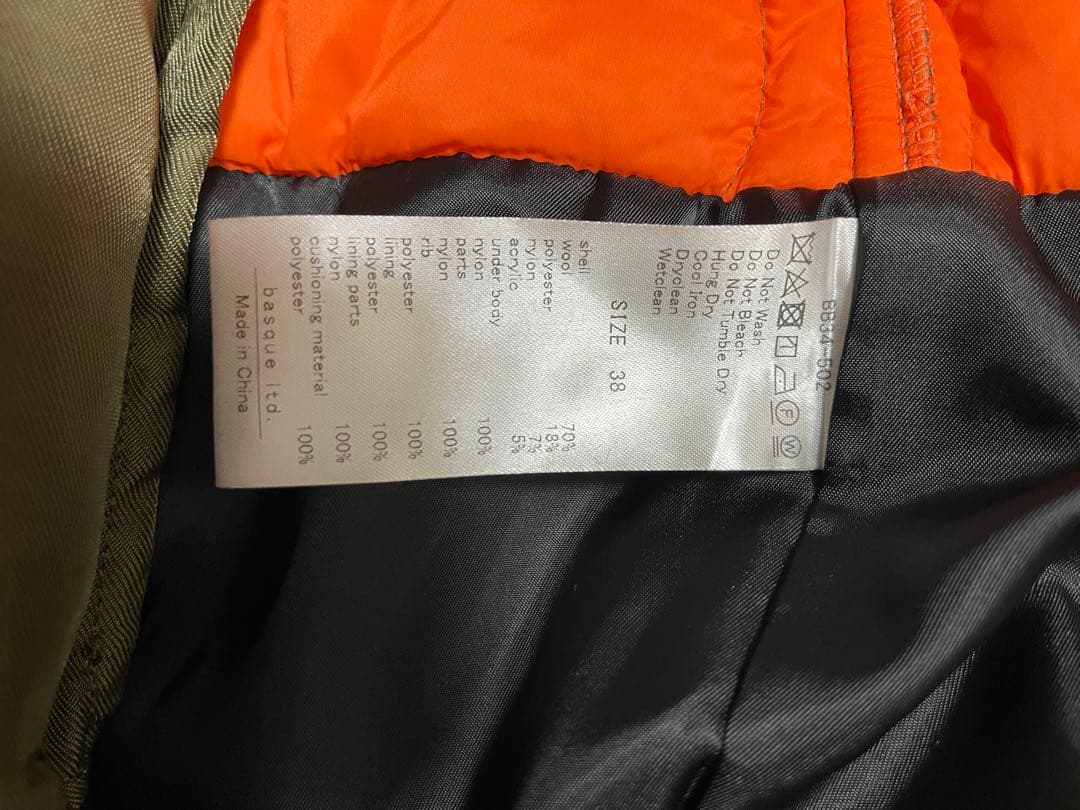 BB34-502
Do Not Wash
Do Not Bleach
Do Not Tumble Dry
Hung Dry
Cool Iron
Dryclean
Wetclean
SIZE 38
shell
wool 70%
polyester 18%
nylon 7%
acrylic 5%
under body
nylon 100%
parts
nylon 100%
rib
polyester 100%
lining
polyester 100%
lining parts
nylon 100%
cushioning material
polyester 100%
basque ltd.
Made in China